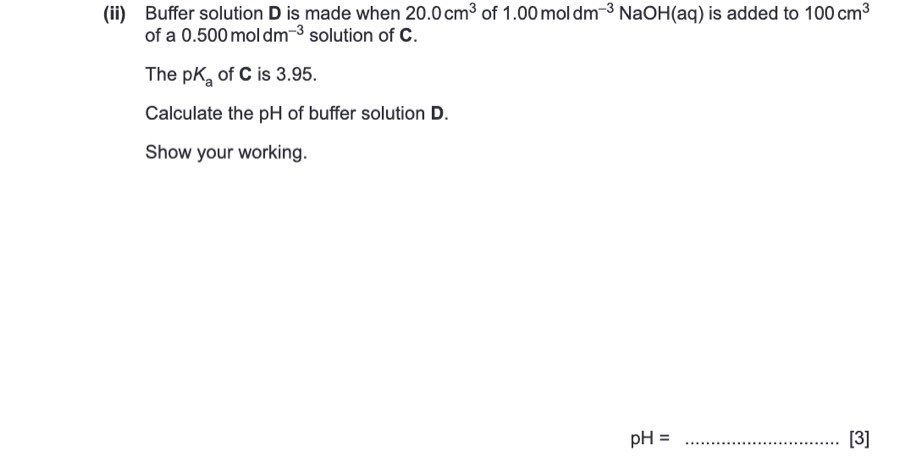 (ii) Buffer solution D is made when 20.0 cm³ of 1.00 mol dm⁻³ NaOH(aq) is added to 100 cm³
of a 0.500 mol dm⁻³ solution of C.
The pKₐ of C is 3.95.
Calculate the pH of buffer solution D.
Show your working.
pH = .............................. [3]